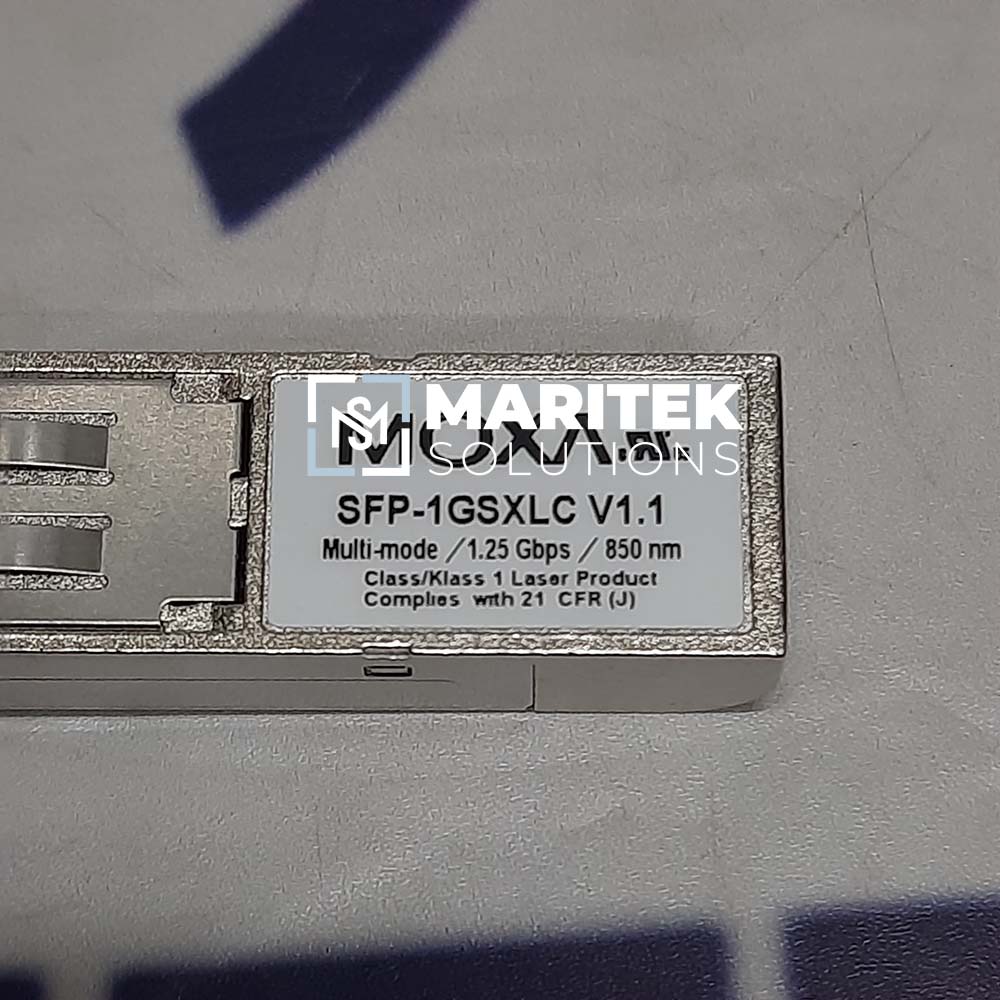 MARITEK
SOLUTIONS
MOXA
SFP-1GSXLC V1.1
Multi-mode / 1.25 Gbps / 850 nm
Class/Klass 1 Laser Product
Complies with 21 CFR (J)